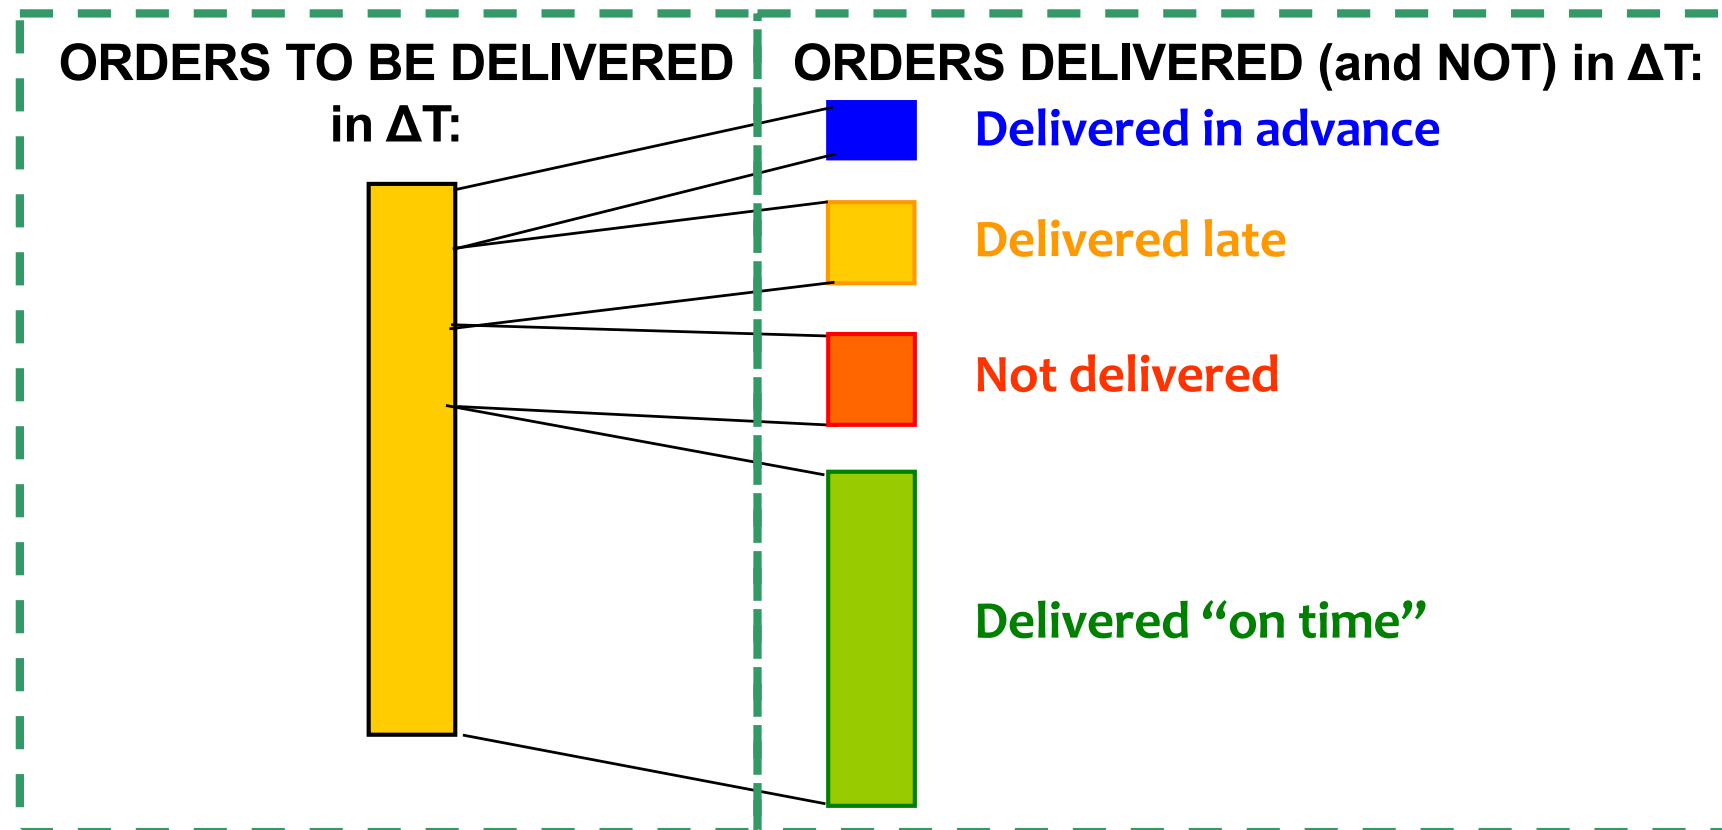 ORDERS TO BE DELIVERED
in ΔT:
ORDERS DELIVERED (and NOT) in ΔT:
Delivered in advance
Delivered late
Not delivered
Delivered “on time”